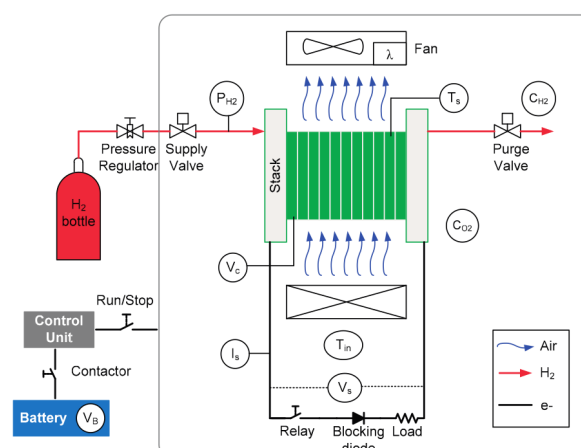 Fan
λ
P_H2
T_s
C_H2
Pressure
Regulator
Supply
Valve
Purge
Valve
Stack
H₂
bottle
C_O2
V_c
Run/Stop
Control
Unit
I_s
T_in
Air
Contactor
H₂
V_s
Battery
V_B
e-
Relay
Blocking
diode
Load